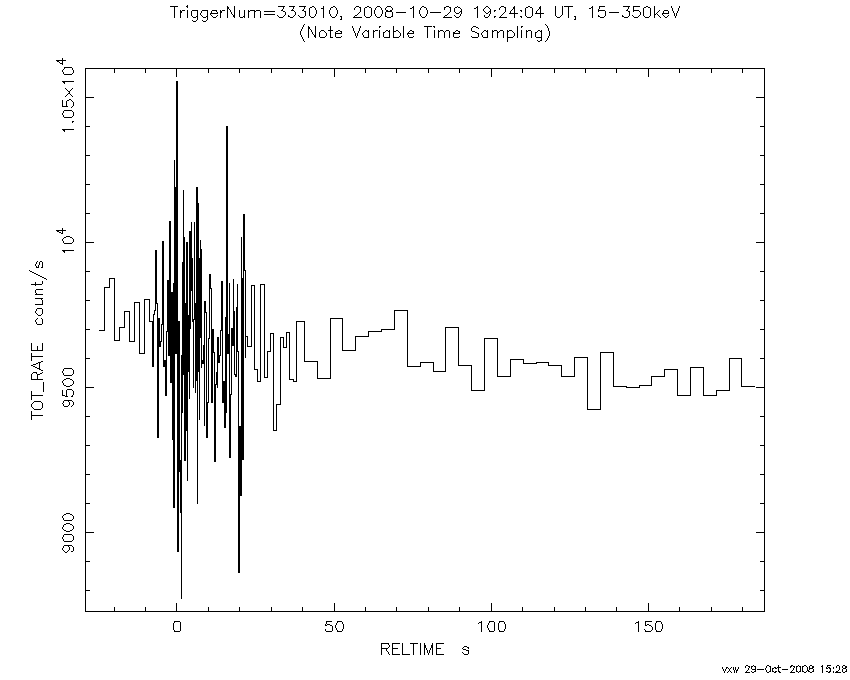 TriggerNum=333010, 2008-10-29 19:24:04 UT, 15-350keV
(Note Variable Time Sampling)
1.05×10⁴
10⁴
9500
9000
TOT_RATE count/s
0 50 100 150
RELTIME s
vxw 29-Oct-2008 15:28